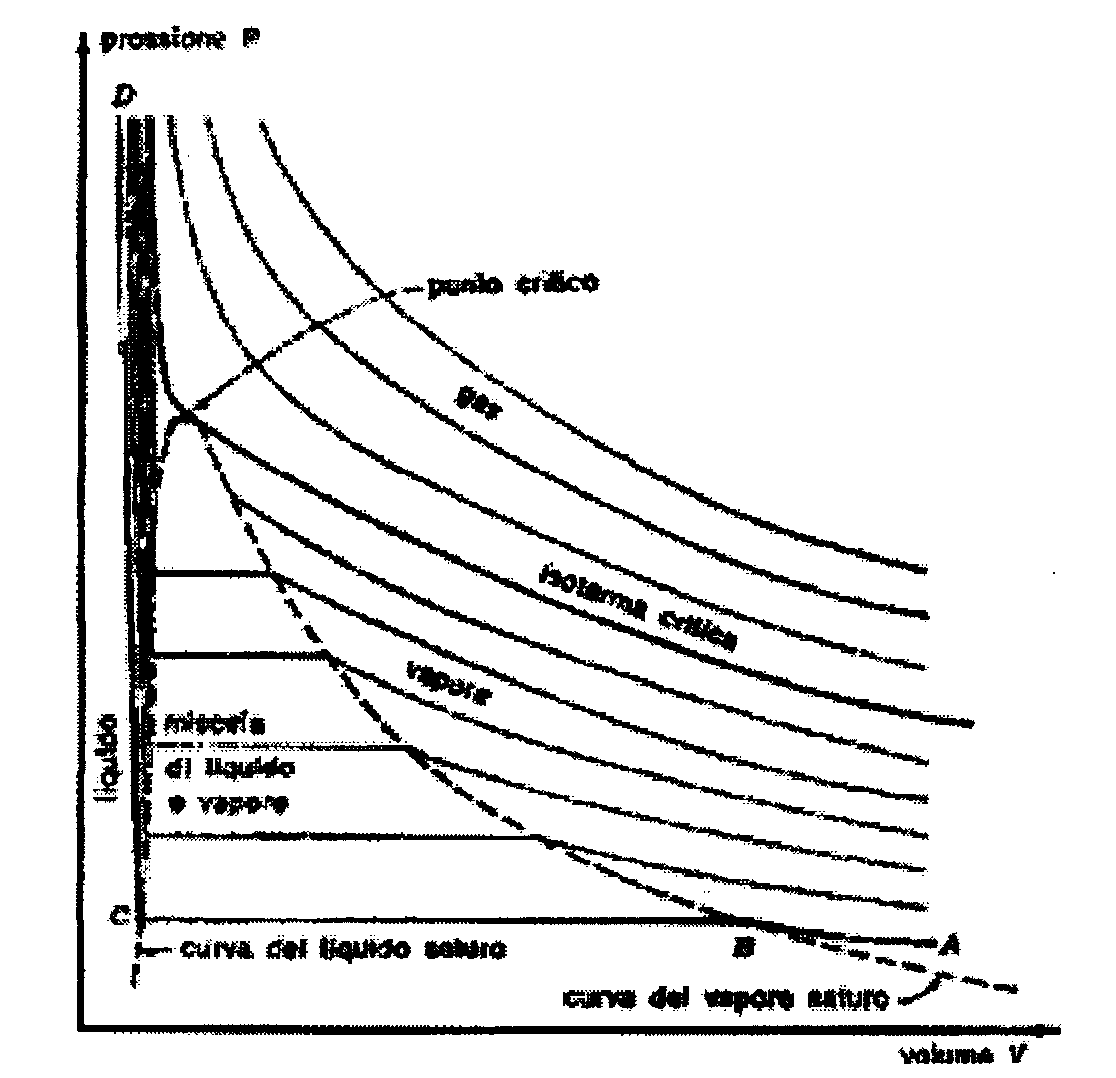 pressione P
D
punto critico
gas
isoterma critica
vapore
liquido
miscela
di liquido
e vapore
C
B
A
curva del liquido saturo
curva del vapore saturo
volume V